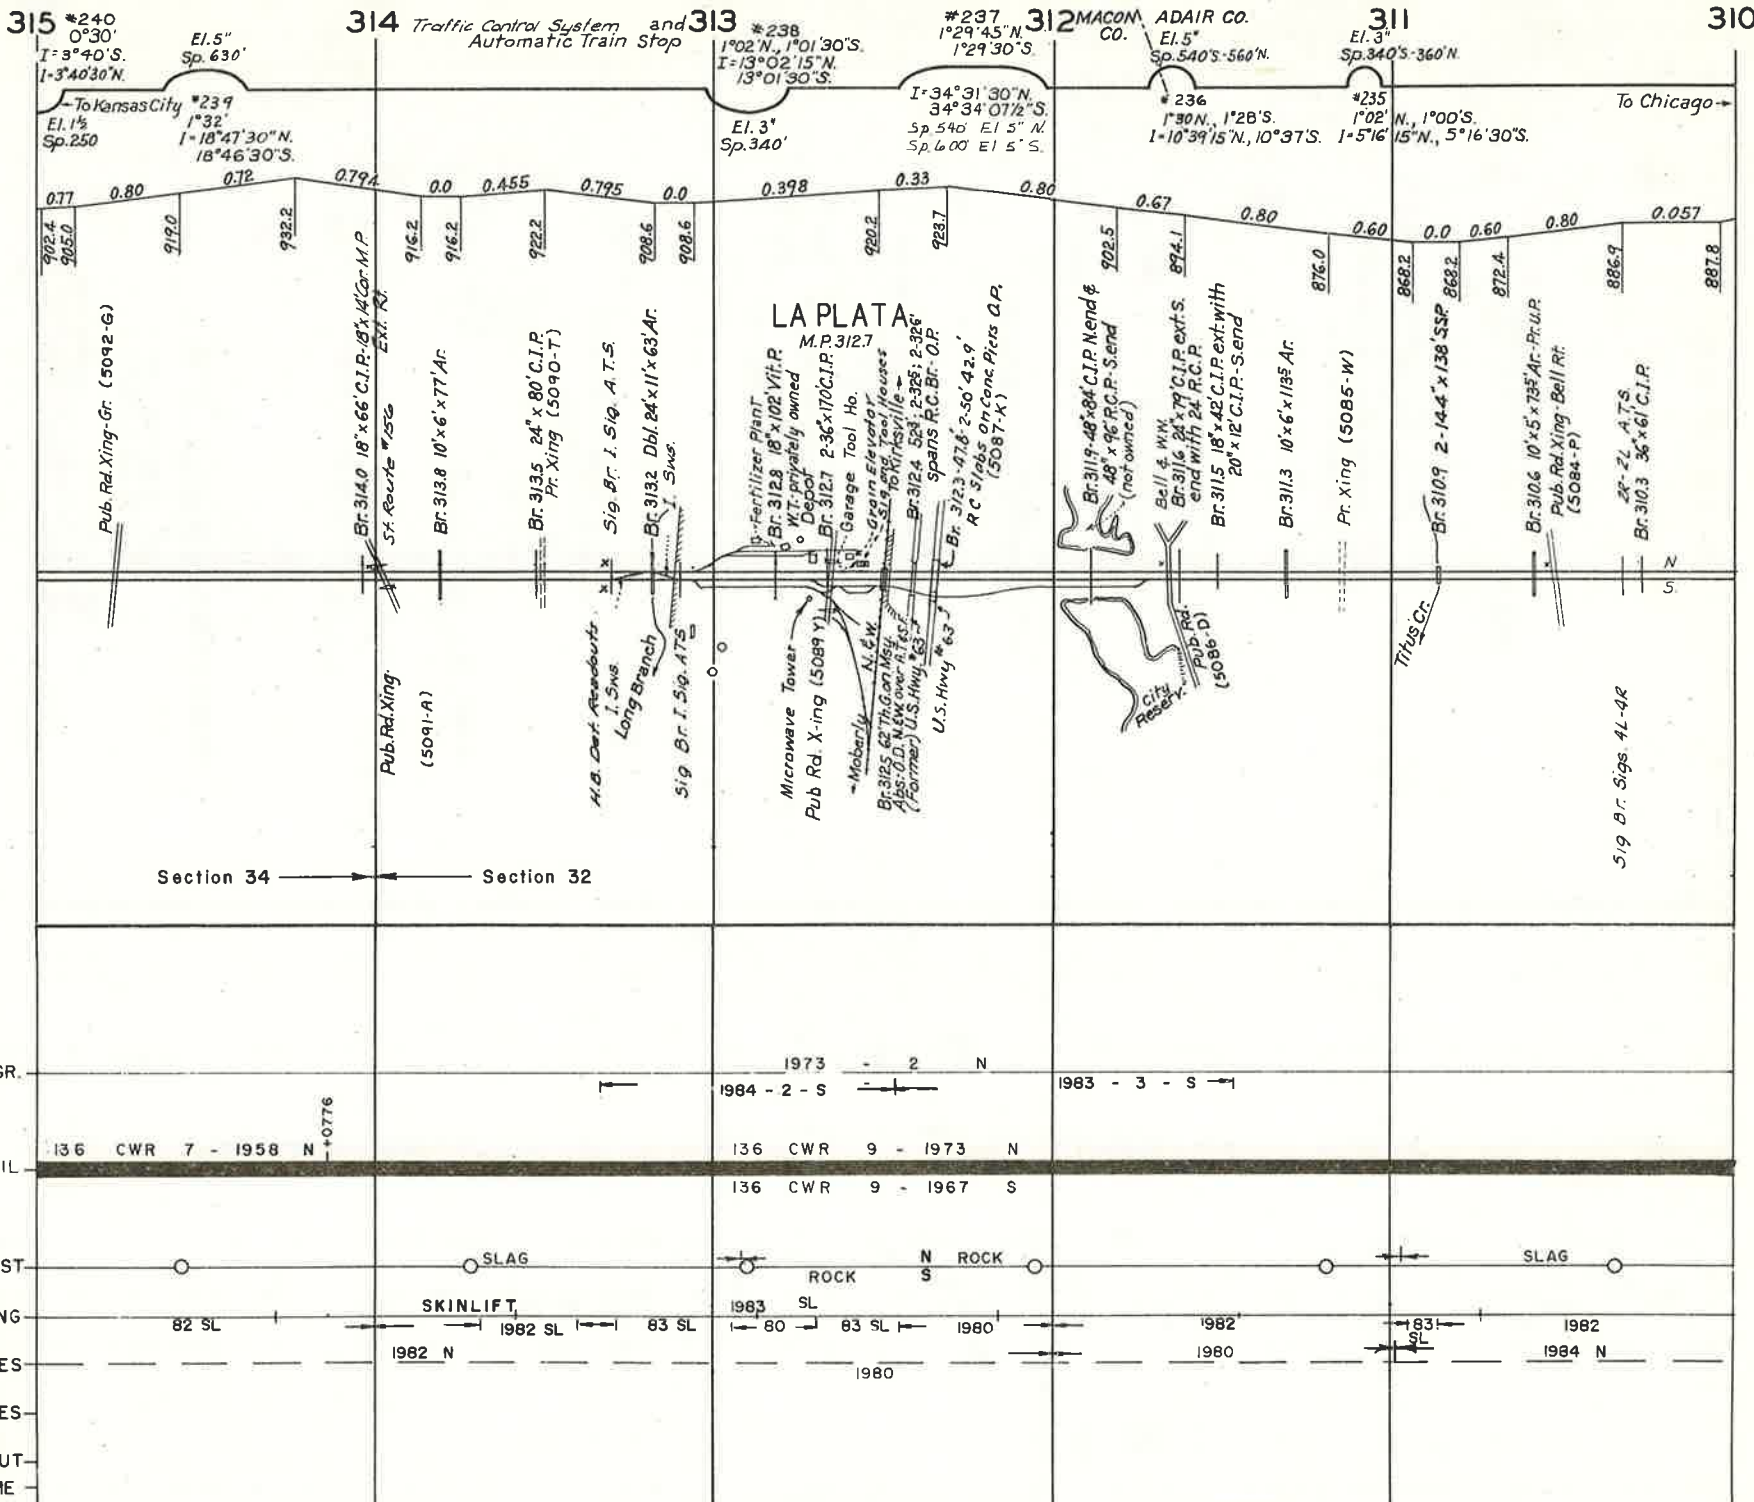 315
314
313
312
311
310
#240
0°30'
I=3°40'S.
I=3°40'30"N.
El.5"
Sp.630'
Traffic Control System and
Automatic Train Stop
#238
1°02'N., 1°01'30"S.
I=13°02'15"N.
13°01'30"S.
#237
1°29'45"N.
1°29'30"S.
MACON
CO.
ADAIR CO.
El.5"
Sp.540'S.-560'N.
El.3"
Sp.340'S.-360'N.
To Kansas City
El.1½
Sp.250
#239
1°32'
I=18°47'30"N.
18°46'30"S.
El.3"
Sp.340'
I=34°31'30"N.
34°34'07½"S.
Sp.540' El 5" N.
Sp.600' El 5" S.
#236
1°30N., 1°28'S.
I=10°39'15"N., 10°37'S.
#235
1°02' N., 1°00'S.
I=5°16'15"N., 5°16'30"S.
To Chicago
0.77
0.80
0.72
0.794
0.0
0.455
0.795
0.0
0.398
0.33
0.80
0.67
0.80
0.60
0.0
0.60
0.80
0.057
902.4
905.0
919.0
932.2
916.2
916.2
922.2
908.6
908.6
920.2
923.7
902.5
894.1
876.0
868.2
868.2
872.4
886.9
887.8
LA PLATA
M.P.312.7
Pub.Rd.Xing-Gr. (5092-G)
Br.314.0 18"x66'C.I.P.-18"x14'Cor.M.P.
Ext. Rt.
St. Route #156
Br.313.8 10'x6'x77'Ar.
Br.313.5 24"x80'C.I.P.
Pr.Xing (5090-T)
Sig. Br. I. Sig. A.T.S.
Br.313.2 Dbl.24'x11'x63'Ar.
I. Sws.
Fertilizer Plant
Br.312.8 18"x102'Vit.P.
W.T.-privately owned
Depot
Br.312.7 2-36"x170'C.I.P.
Garage Tool Ho.
Grain Elevator
Sig. and Tool Houses
To Kirksville
Spans R.C.Br.-O.P.
Br. 312.3-47.8'-2-50' 42.9'
RC Slabs On Conc. Piers O.P.
(5087-K)
Br.311.9-48"x84'C.I.P. N.end &
48"x96'R.C.P.-S.end
(not owned)
Bell & W.W.
Br.311.6 24"x79'C.I.P. ext. S.
end with 24"R.C.P.
Br.311.5 18"x42'C.I.P. ext. with
20"x12'C.I.P.-S.end
Br.311.3 10'x6'x113⁵ Ar.
Pr. Xing (5085-W)
Br.310.9 2-144"x138'S.S.P.
Br.310.6 10'x5'x73⁵'Ar.-Pr.U.P.
Pub.Rd.Xing-Bell Rt.
(5084-P)
2R-2L A.T.S.
Br.310.3 36"x61'C.I.P.
N
S.
Pub.Rd.Xing.
(5091-A)
H.B. Det. Readouts
I. Sws.
Long Branch
Sig Br. I. Sig. ATS
Microwave Tower
Pub Rd. X-ing (5089Y)
Moberly
N.&W.
Br.312.5 62'Th.G.on Msy.
Abs.-O.D. N.&W. over A.T.&S.F.
(Former) U.S. Hwy #63
U.S. Hwy #63
City
Reserv.
Pub. Rd.
(5086-D)
Titus Cr.
Sig Br. Sigs. 4L-4R
Section 34
Section 32
GR.
1973 - 2 N
1984 - 2 - S
1983 - 3 - S
+0776
136 CWR 7 - 1958 N
136 CWR 9 - 1973 N
IL
136 CWR 9 - 1967 S
ST
SLAG
ROCK
N
S
ROCK
SLAG
NG
82 SL
SKINLIFT
1982 SL
83 SL
1983 SL
80
83 SL
1980
1982
83
SL
1982
ES
1982 N
1980
1980
1984 N
ES
UT
ME